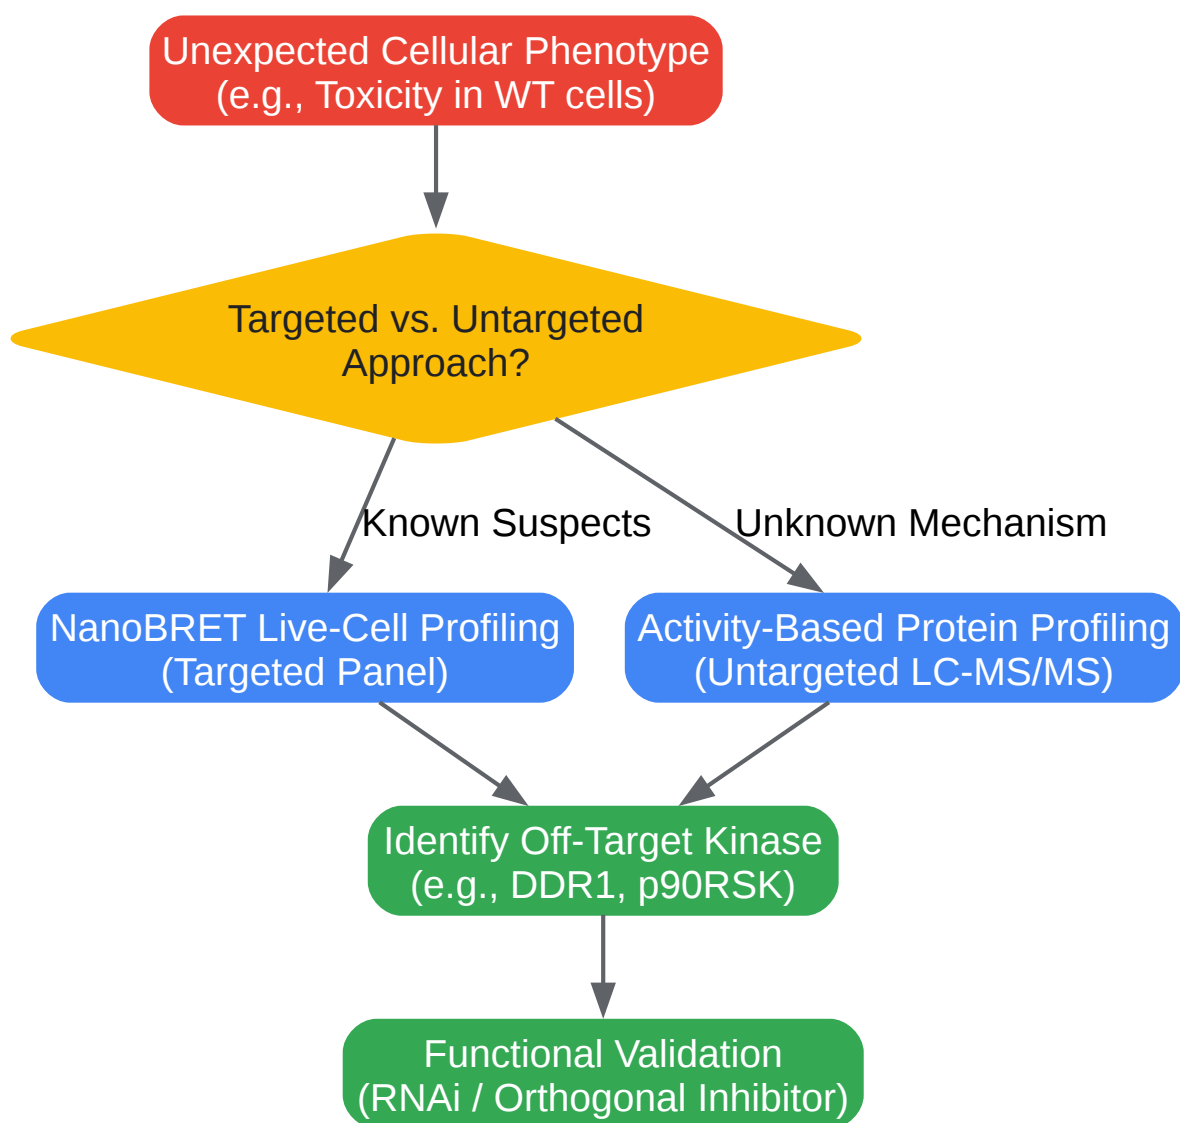 Unexpected Cellular Phenotype
(e.g., Toxicity in WT cells)
Targeted vs. Untargeted
Approach?
Known Suspects
Unknown Mechanism
NanoBRET Live-Cell Profiling
(Targeted Panel)
Activity-Based Protein Profiling
(Untargeted LC-MS/MS)
Identify Off-Target Kinase
(e.g., DDR1, p90RSK)
Functional Validation
(RNAi / Orthogonal Inhibitor)